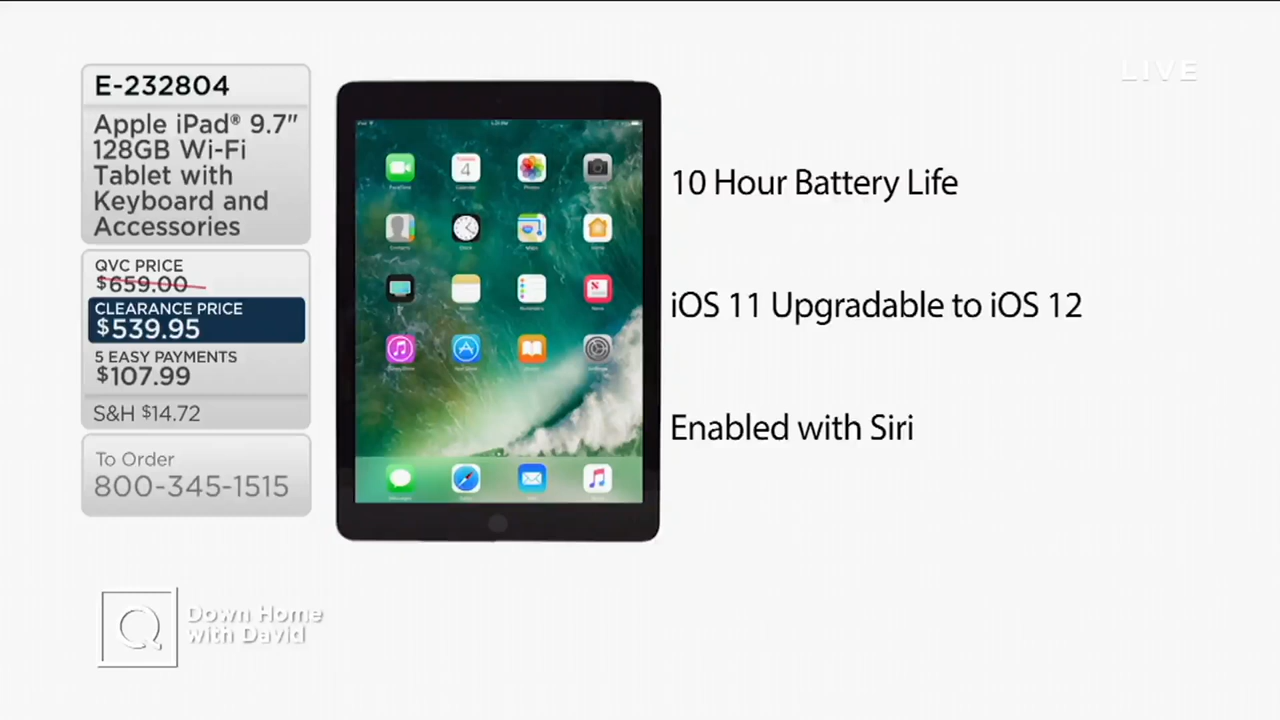 E-232804
Apple iPad® 9.7"
128GB Wi-Fi
Tablet with
Keyboard and
Accessories
QVC PRICE
$659.00
CLEARANCE PRICE
$539.95
5 EASY PAYMENTS
$107.99
S&H $14.72
To Order
800-345-1515
LIVE
10 Hour Battery Life
iOS 11 Upgradable to iOS 12
Enabled with Siri
4
Down Home
with David